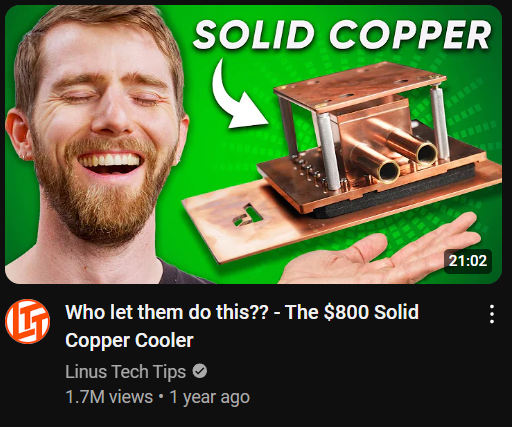 SOLID COPPER
21:02
LTT
Who let them do this?? - The $800 Solid
Copper Cooler
Linus Tech Tips
1.7M views • 1 year ago